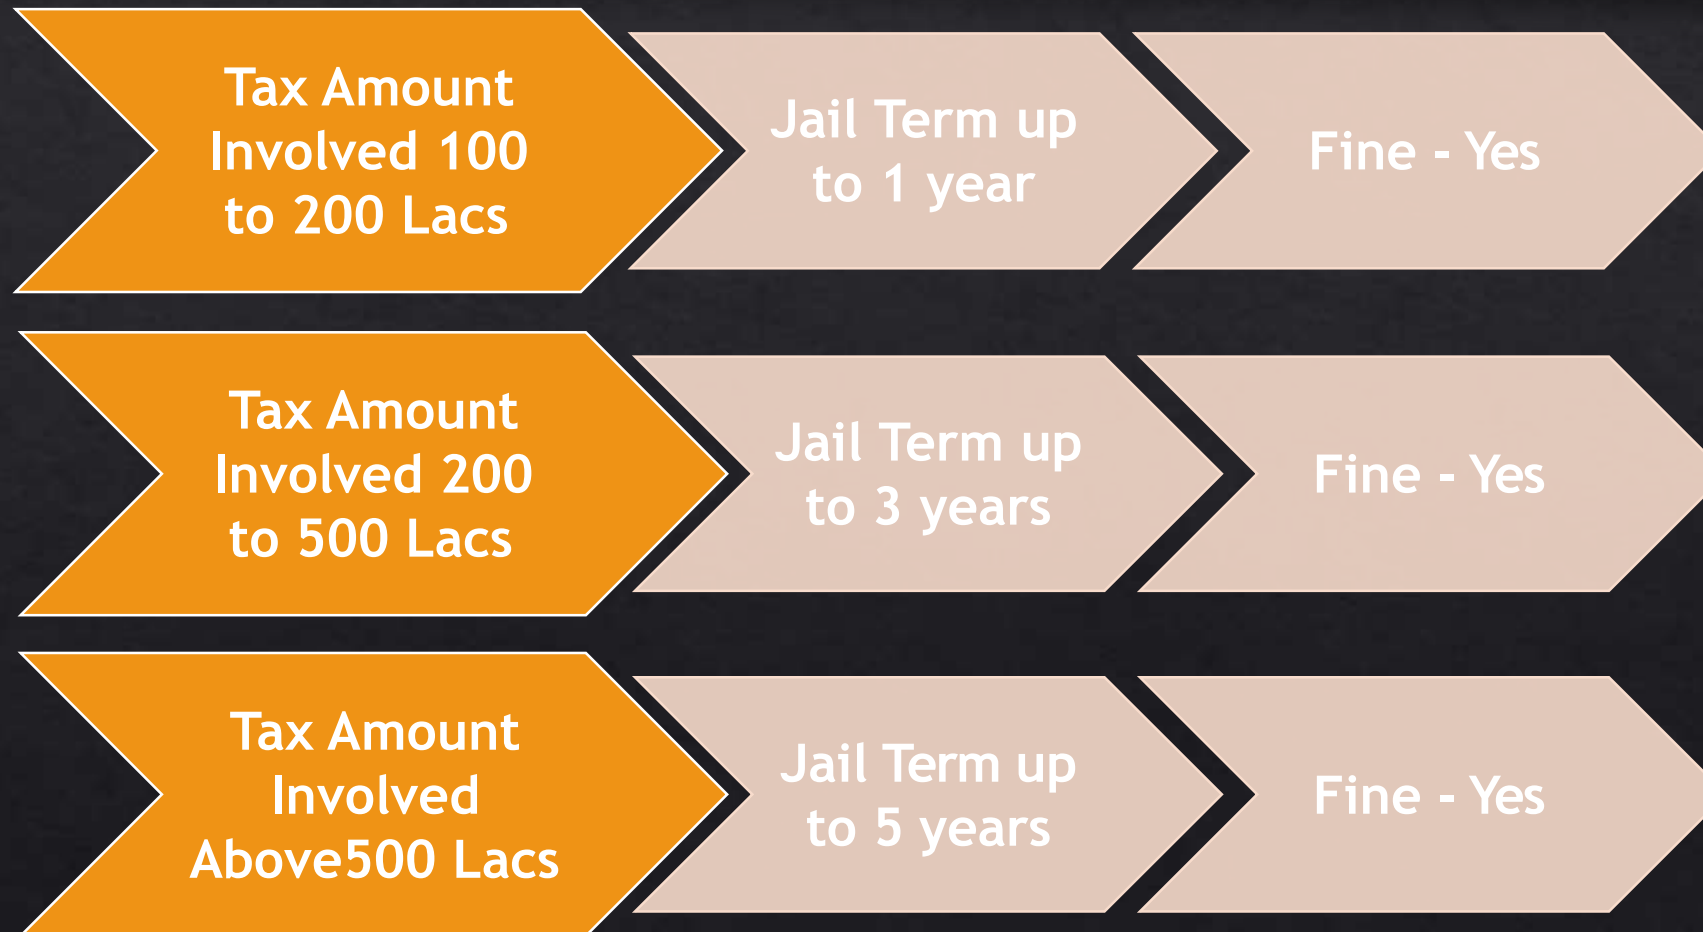 Tax Amount
Involved 100
to 200 Lacs
Jail Term up
to 1 year
Fine - Yes
Tax Amount
Involved 200
to 500 Lacs
Jail Term up
to 3 years
Fine - Yes
Tax Amount
Involved
Above500 Lacs
Jail Term up
to 5 years
Fine - Yes